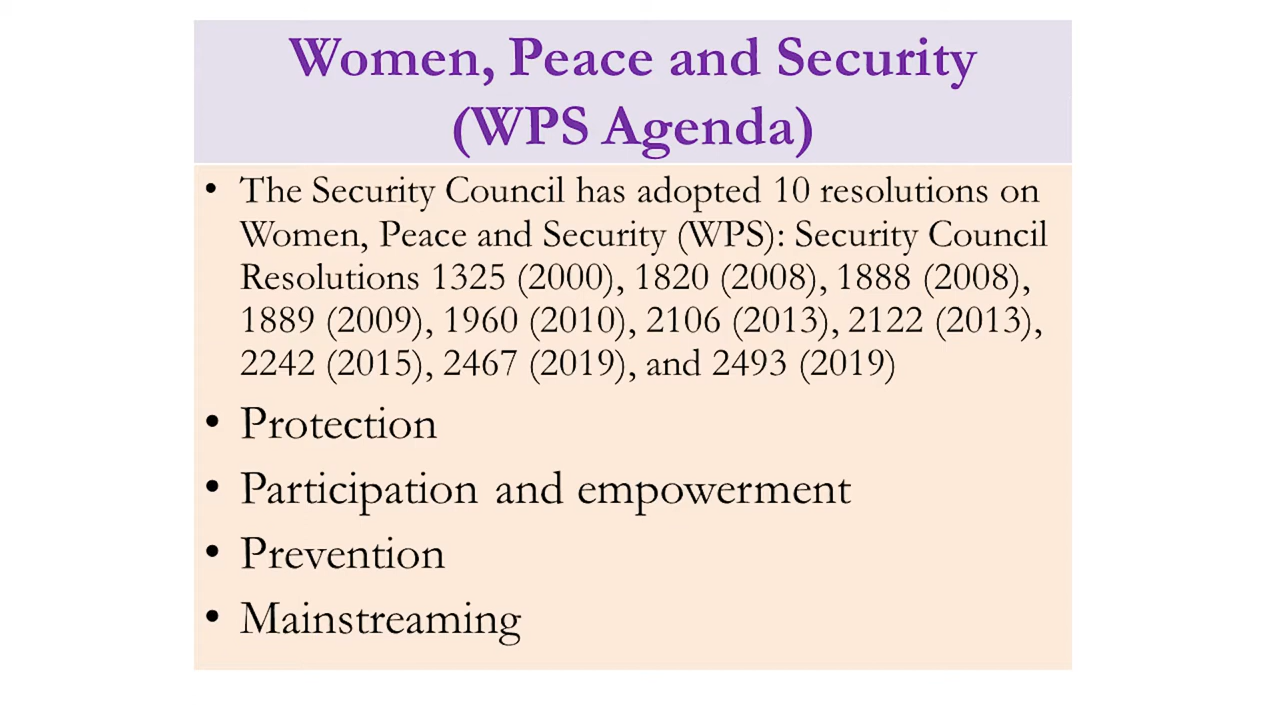 Women, Peace and Security
(WPS Agenda)
• The Security Council has adopted 10 resolutions on
Women, Peace and Security (WPS): Security Council
Resolutions 1325 (2000), 1820 (2008), 1888 (2008),
1889 (2009), 1960 (2010), 2106 (2013), 2122 (2013),
2242 (2015), 2467 (2019), and 2493 (2019)
• Protection
• Participation and empowerment
• Prevention
• Mainstreaming